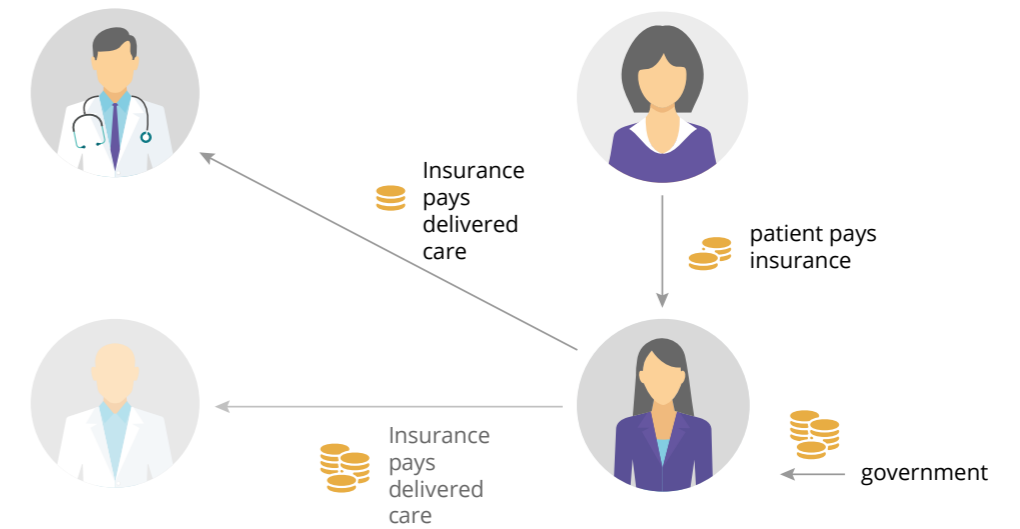 Insurance
pays
delivered
care
patient pays
insurance
Insurance
pays
delivered
care
government